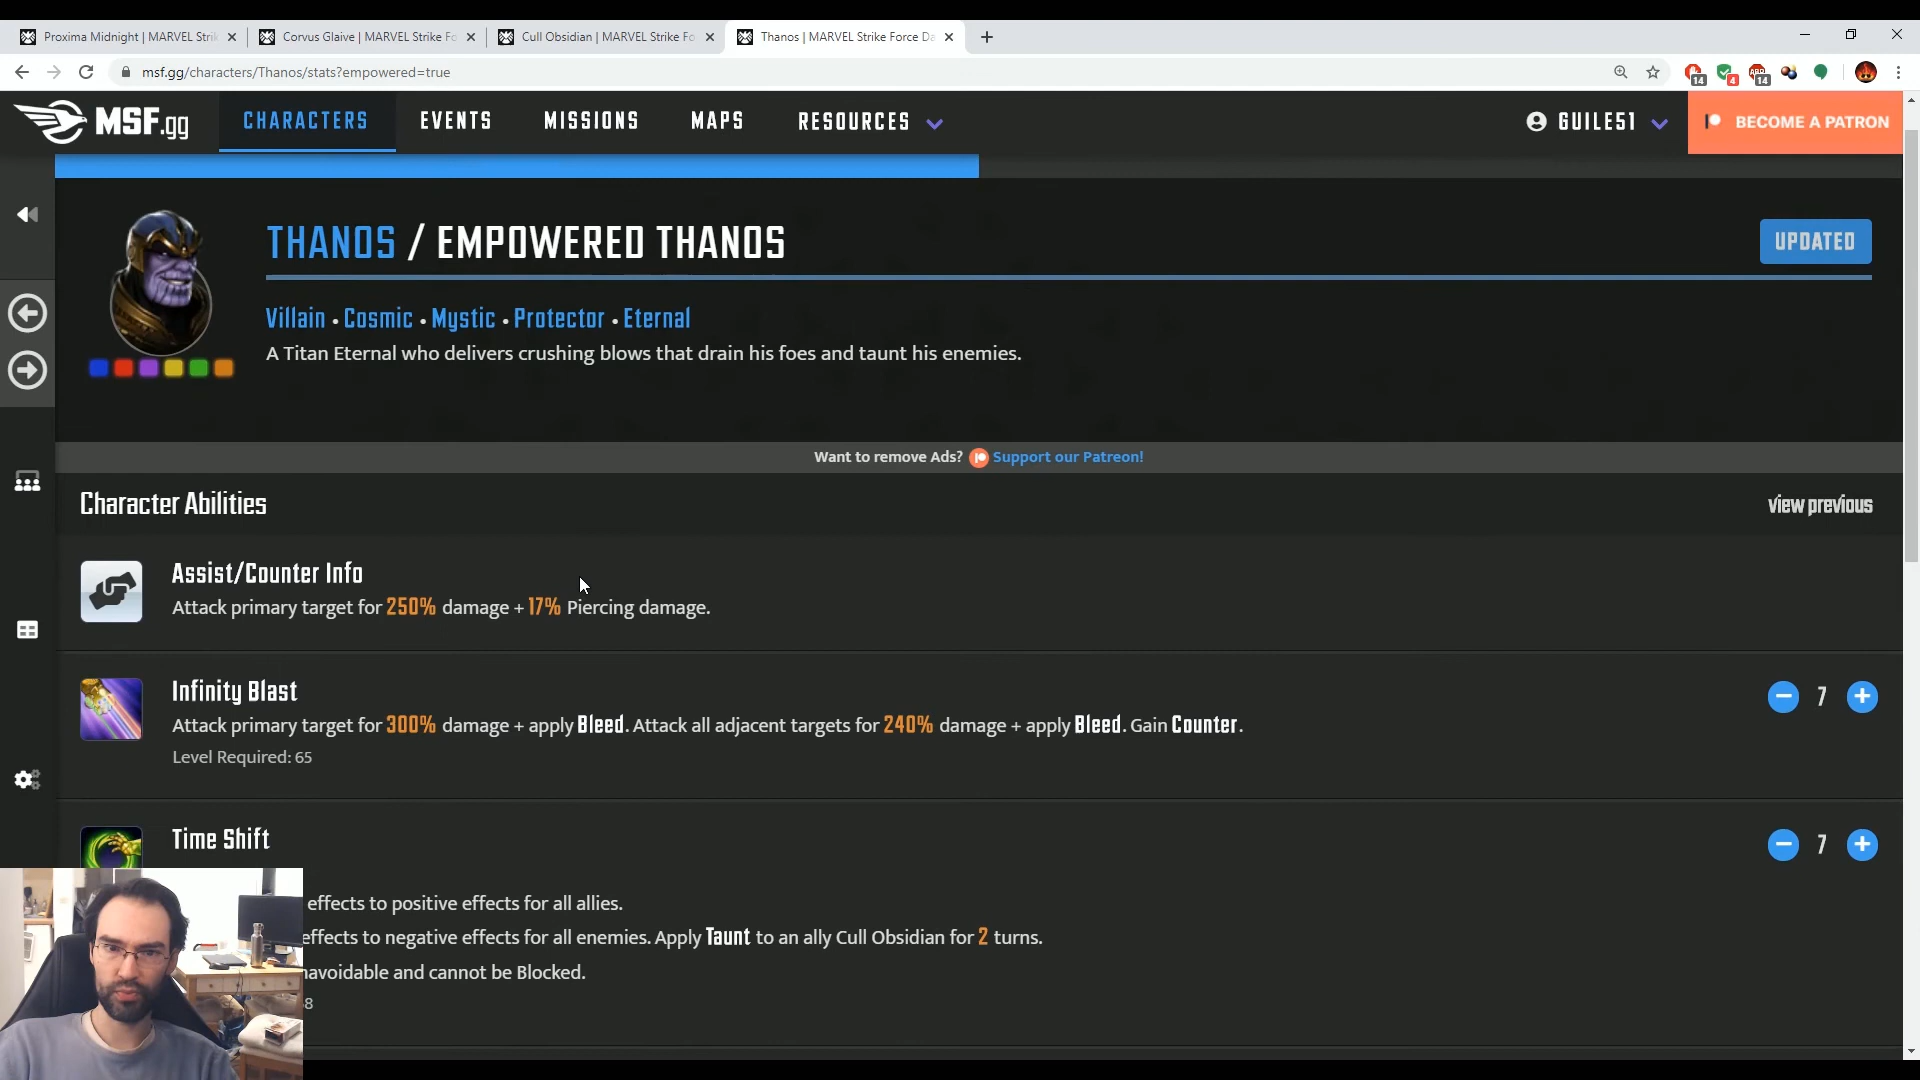 Proxima Midnight | MARVEL Stri
Corvus Glaive | MARVEL Strike Fo
Cull Obsidian | MARVEL Strike Fo
Thanos | MARVEL Strike Force Da
msf.gg/characters/Thanos/stats?empowered=true
14
4
ABP
14
MSF.gg
CHARACTERS
EVENTS
MISSIONS
MAPS
RESOURCES
GUILE51
BECOME A PATRON
THANOS / EMPOWERED THANOS
UPDATED
Villain • Cosmic • Mystic • Protector • Eternal
A Titan Eternal who delivers crushing blows that drain his foes and taunt his enemies.
Want to remove Ads? Support our Patreon!
Character Abilities
view previous
Assist/Counter Info
Attack primary target for 250% damage + 17% Piercing damage.
Infinity Blast
7
Attack primary target for 300% damage + apply Bleed. Attack all adjacent targets for 240% damage + apply Bleed. Gain Counter.
Level Required: 65
Time Shift
7
effects to positive effects for all allies.
effects to negative effects for all enemies. Apply Taunt to an ally Cull Obsidian for 2 turns.
navoidable and cannot be Blocked.
8